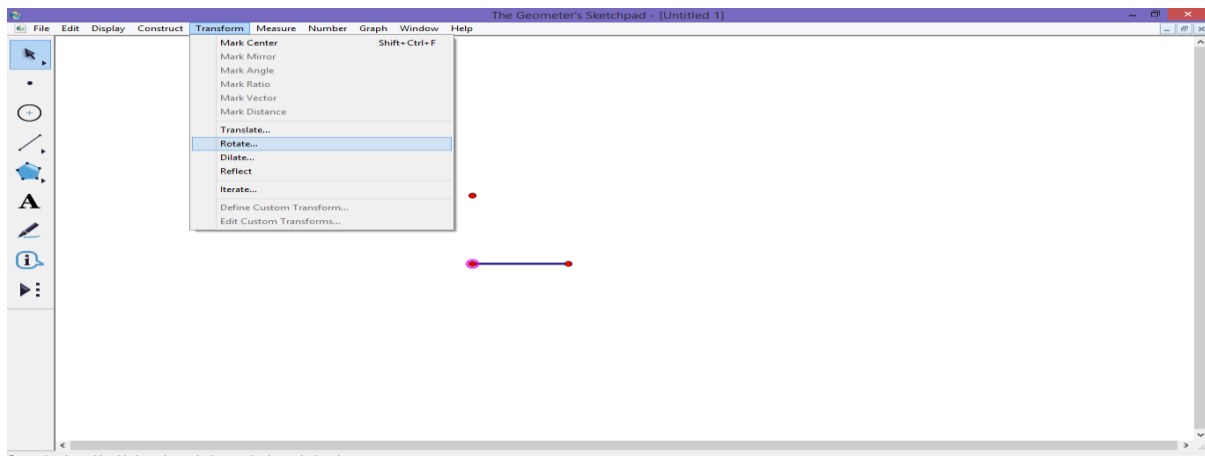 The Geometer's Sketchpad – [Untitled 1]
File Edit Display Construct Transform Measure Number Graph Window Help
Mark Center Shift+Ctrl+F
Mark Mirror
Mark Angle
Mark Ratio
Mark Vector
Mark Distance
Translate...
Rotate...
Dilate...
Reflect
Iterate...
Define Custom Transform...
Edit Custom Transforms...
A
i